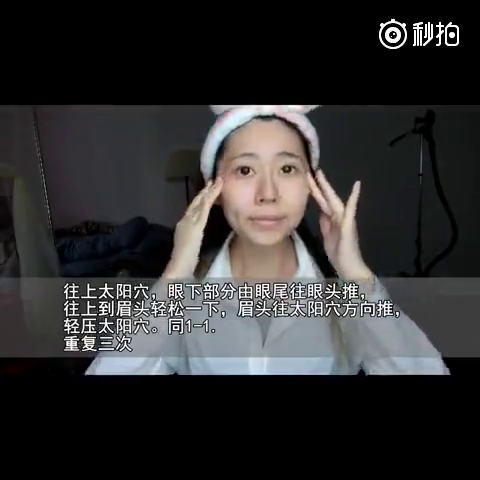 秒拍
往上太阳穴，眼下部分由眼尾往眼头推，
往上到眉头轻松一下，眉头往太阳穴方向推，
轻压太阳穴。同1-1.
重复三次